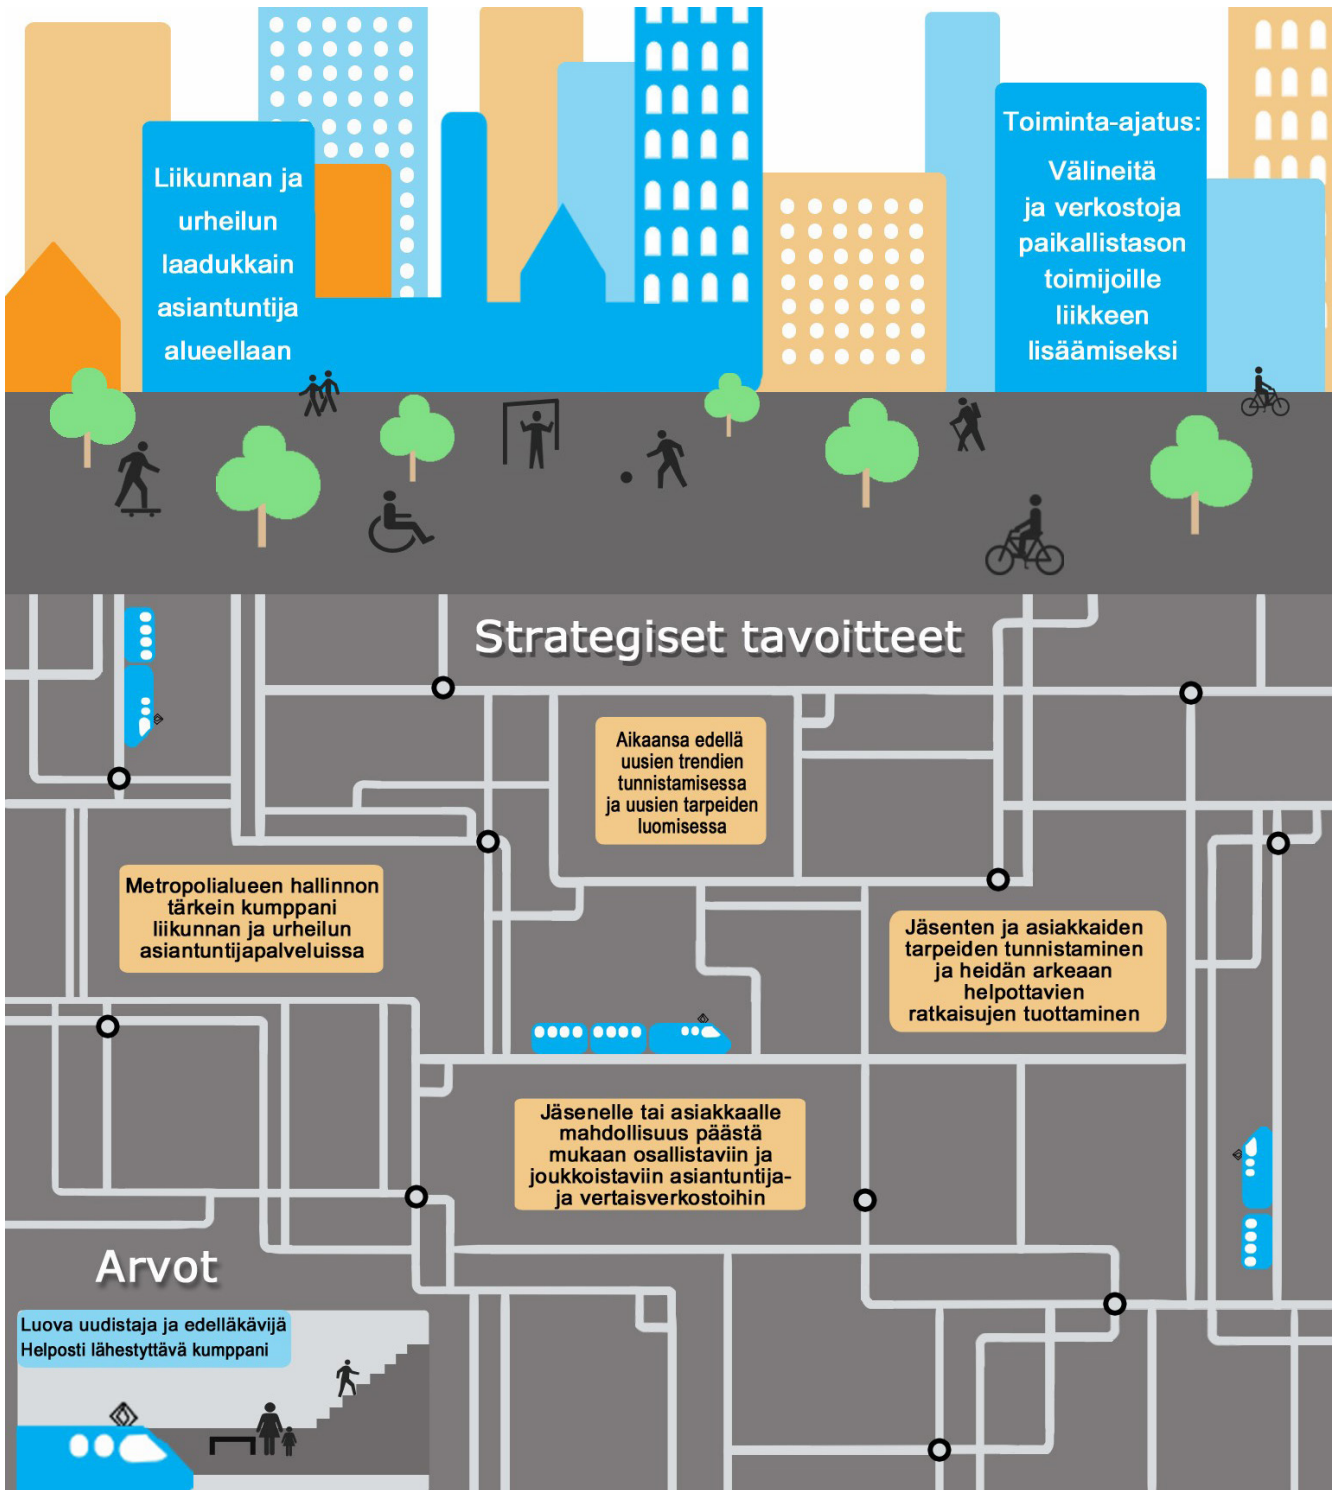 Liikunnan ja
urheilun
laadukkain
asiantuntija
alueellaan
Toiminta-ajatus:
Välineitä
ja verkostoja
paikallistason
toimijoille
liikkeen
lisäämiseksi
Strategiset tavoitteet
Aikaansa edellä
uusien trendien
tunnistamisessa
ja uusien tarpeiden
luomisessa
Metropolialueen hallinnon
tärkein kumppani
liikunnan ja urheilun
asiantuntijapalveluissa
Jäsenten ja asiakkaiden
tarpeiden tunnistaminen
ja heidän arkeaan
helpottavien
ratkaisujen tuottaminen
Jäsenelle tai asiakkaalle
mahdollisuus päästä
mukaan osallistaviin ja
joukkoistaviin asiantuntija-
ja vertaisverkostoihin
Arvot
Luova uudistaja ja edelläkävijä
Helposti lähestyttävä kumppani